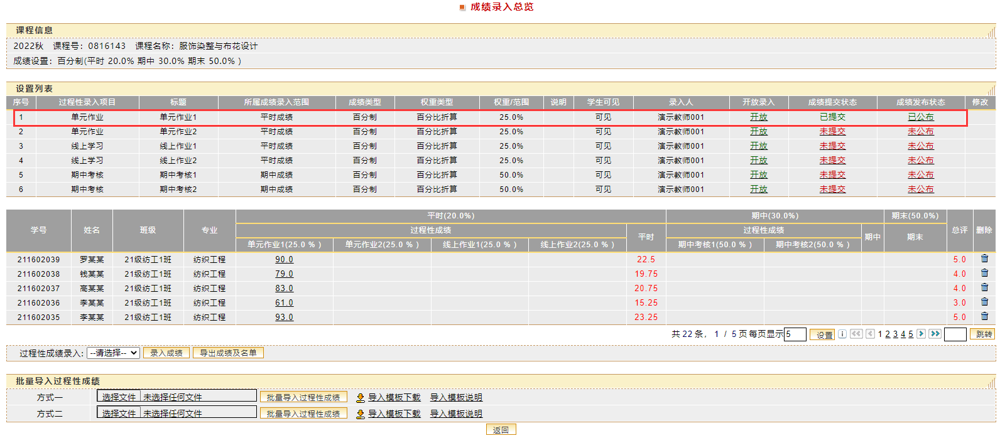 成绩录入总览
课程信息
2022秋 课程号：0816143 课程名称：服饰染整与布花设计
成绩设置：百分制(平时 20.0% 期中 30.0% 期末 50.0% )
设置列表
序号 过程性录入项目 标题 所属成绩录入范围 成绩类型 权重类型 权重/范围 说明 学生可见 录入人 开放录入 成绩提交状态 成绩发布状态 修改
1 单元作业 单元作业1 平时成绩 百分制 百分比折算 25.0% 可见 演示教师001 开放 已提交 已公布
2 单元作业 单元作业2 平时成绩 百分制 百分比折算 25.0% 可见 演示教师001 开放 未提交 未公布
3 线上学习 线上作业1 平时成绩 百分制 百分比折算 25.0% 可见 演示教师001 开放 未提交 未公布
4 线上学习 线上作业2 平时成绩 百分制 百分比折算 25.0% 可见 演示教师001 开放 未提交 未公布
5 期中考核 期中考核1 期中成绩 百分制 百分比折算 50.0% 可见 演示教师001 开放 未提交 未公布
6 期中考核 期中考核2 期中成绩 百分制 百分比折算 50.0% 可见 演示教师001 开放 未提交 未公布
平时(20.0%) 期中(30.0%) 期末(50.0%)
学号 姓名 班级 专业 过程性成绩 平时 过程性成绩 期中 期末 总评 删除
单元作业1(25.0 % ) 单元作业2(25.0 % ) 线上作业1(25.0 % ) 线上作业2(25.0 % ) 期中考核1(50.0 % ) 期中考核2(50.0 % )
211602039 罗某某 21级纺工1班 纺织工程 90.0 22.5 5.0
211602038 钱某某 21级纺工1班 纺织工程 79.0 19.75 4.0
211602037 高某某 21级纺工1班 纺织工程 83.0 20.75 4.0
211602036 李某某 21级纺工1班 纺织工程 61.0 15.25 3.0
211602035 李某某 21级纺工1班 纺织工程 93.0 23.25 5.0
共 22 条， 1 / 5 页 每页显示 5 设置 1 2 3 4 5 跳转
过程性成绩录入: --请选择-- 录入成绩 导出成绩及名单
批量导入过程性成绩
方式一 选择文件 未选择任何文件 批量导入过程性成绩 导入模板下载 导入模板说明
方式二 选择文件 未选择任何文件 批量导入过程性成绩 导入模板下载 导入模板说明
返回